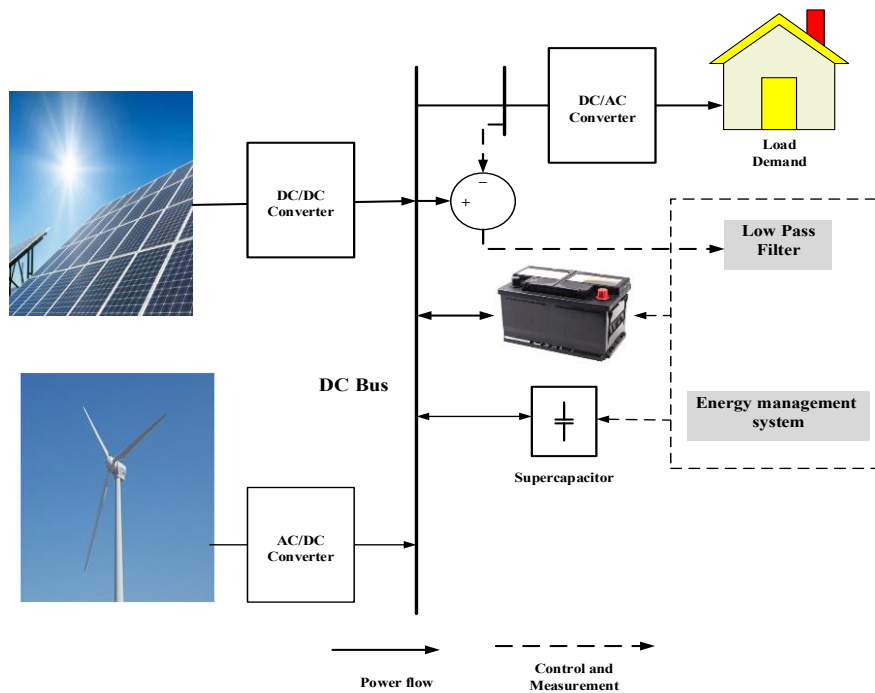 DC/AC
Converter
Load
Demand
DC/DC
Converter
−
+
Low Pass
Filter
DC Bus
Energy management
system
Supercapacitor
AC/DC
Converter
Power flow
Control and
Measurement